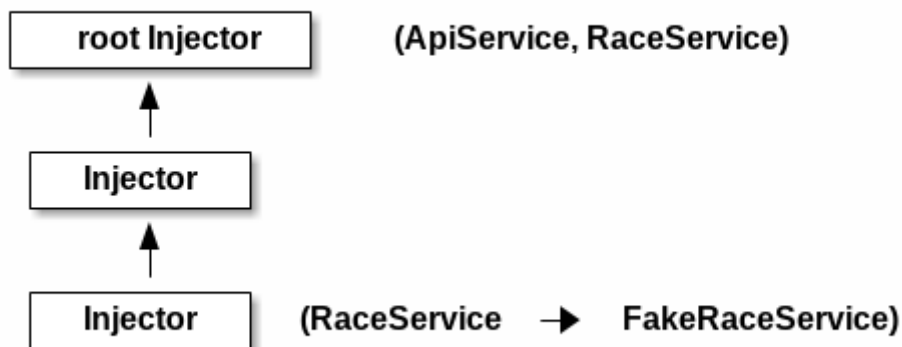 root Injector (ApiService, RaceService)
Injector
Injector (RaceService → FakeRaceService)